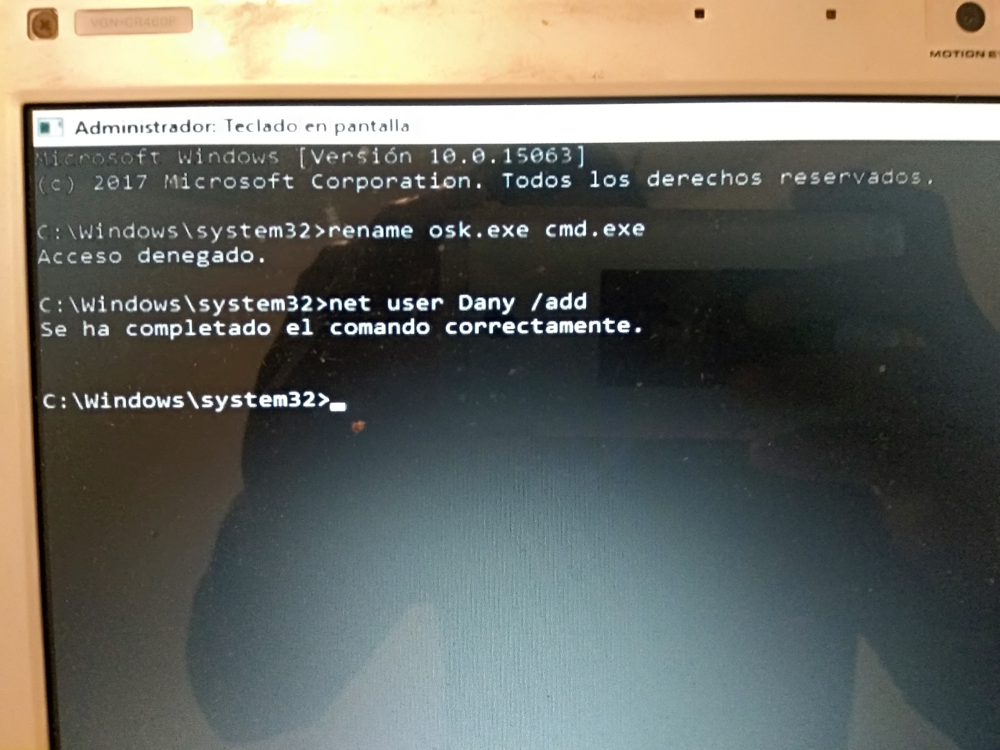 VGN-CR460F
MOTION E
Administrador: Teclado en pantalla
Microsoft Windows [Versión 10.0.15063]
(c) 2017 Microsoft Corporation. Todos los derechos reservados.
C:\Windows\system32>rename osk.exe cmd.exe
Acceso denegado.
C:\Windows\system32>net user Dany /add
Se ha completado el comando correctamente.
C:\Windows\system32>